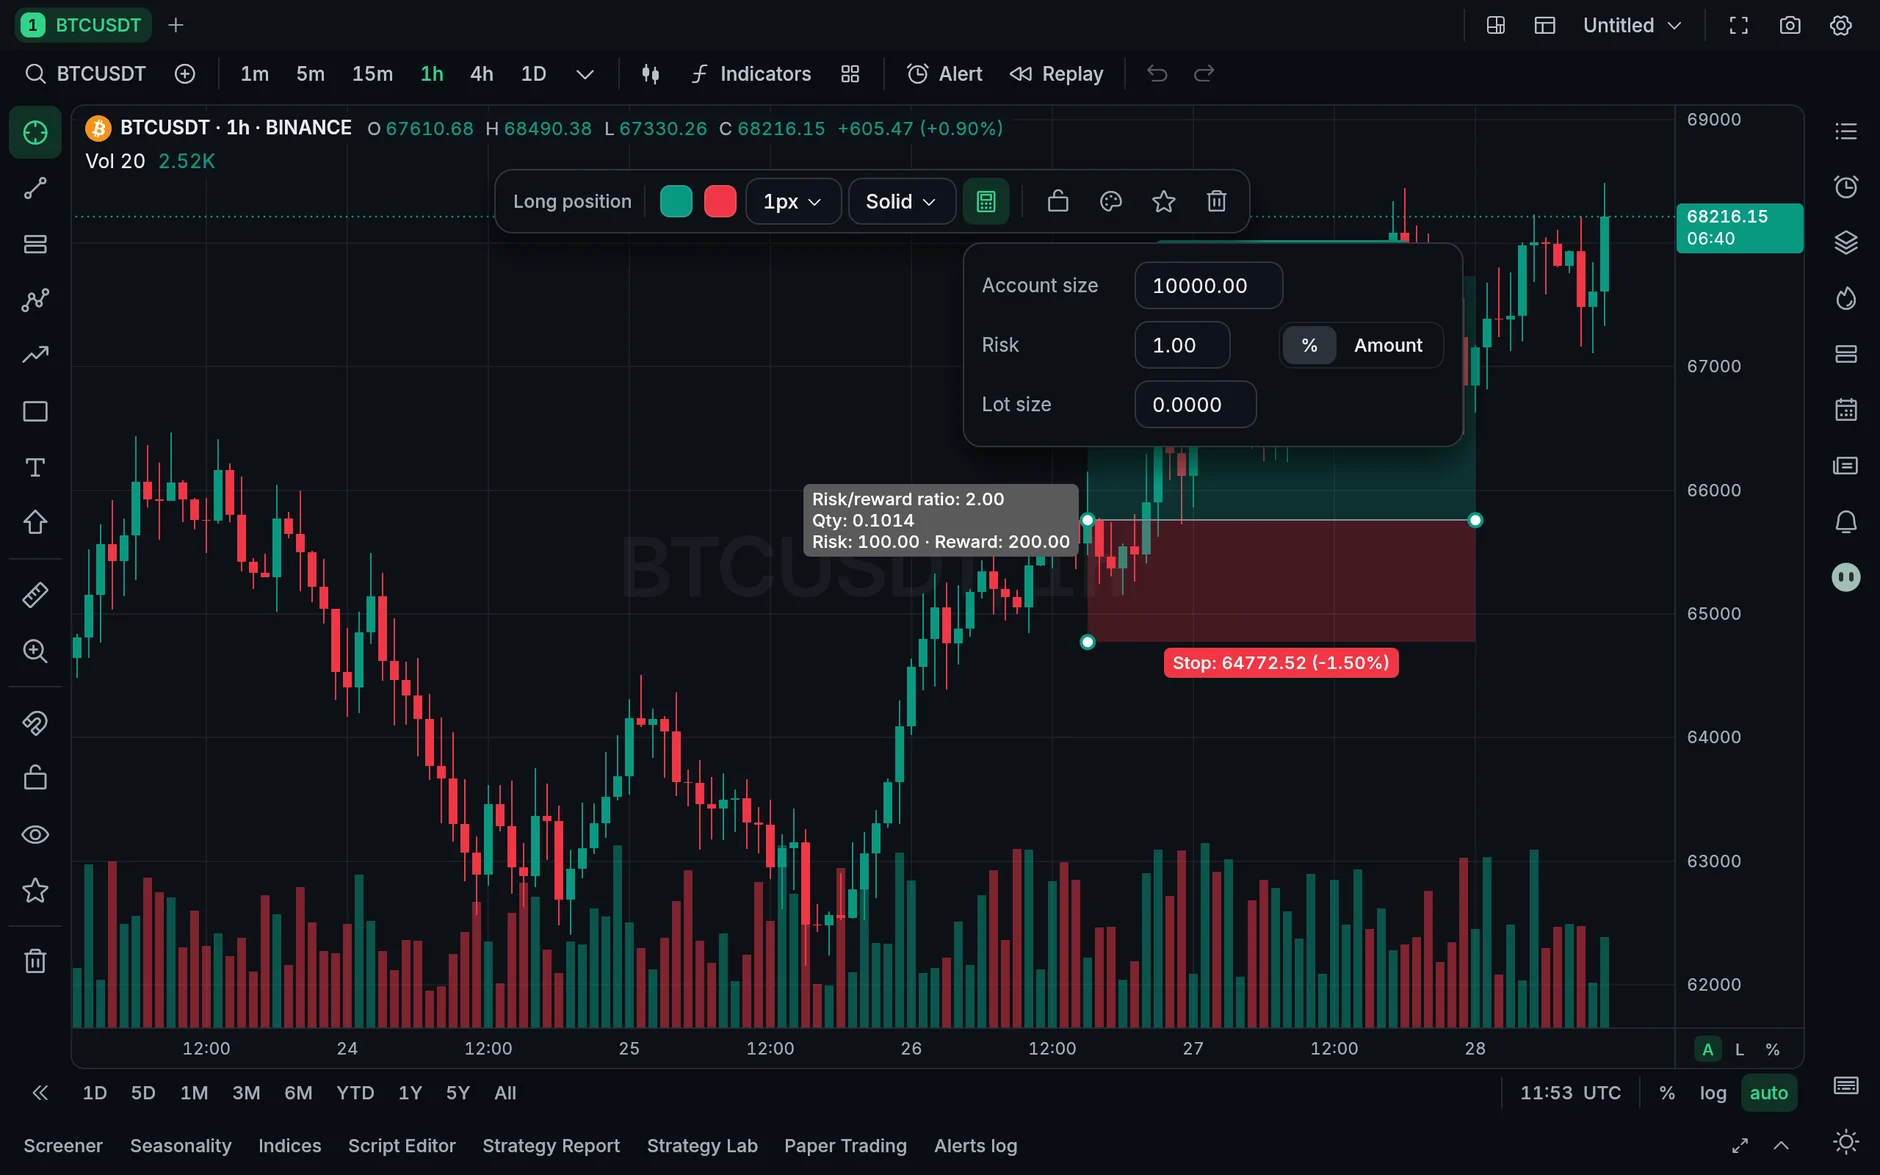 1 BTCUSDT
Untitled
BTCUSDT 1m 5m 15m 1h 4h 1D Indicators Alert Replay
BTCUSDT · 1h · BINANCE O 67610.68 H 68490.38 L 67330.26 C 68216.15 +605.47 (+0.90%)
Vol 20 2.52K
Long position 1px Solid
Account size 10000.00
Risk 1.00 % Amount
Lot size 0.0000
Risk/reward ratio: 2.00
Qty: 0.1014
Risk: 100.00 · Reward: 200.00
BTCUSDT 1h
Stop: 64772.52 (-1.50%)
69000
68216.15
06:40
67000
66000
65000
64000
63000
62000
12:00 24 12:00 25 12:00 26 12:00 27 12:00 28
A L %
1D 5D 1M 3M 6M YTD 1Y 5Y All
11:53 UTC % log auto
Screener Seasonality Indices Script Editor Strategy Report Strategy Lab Paper Trading Alerts log